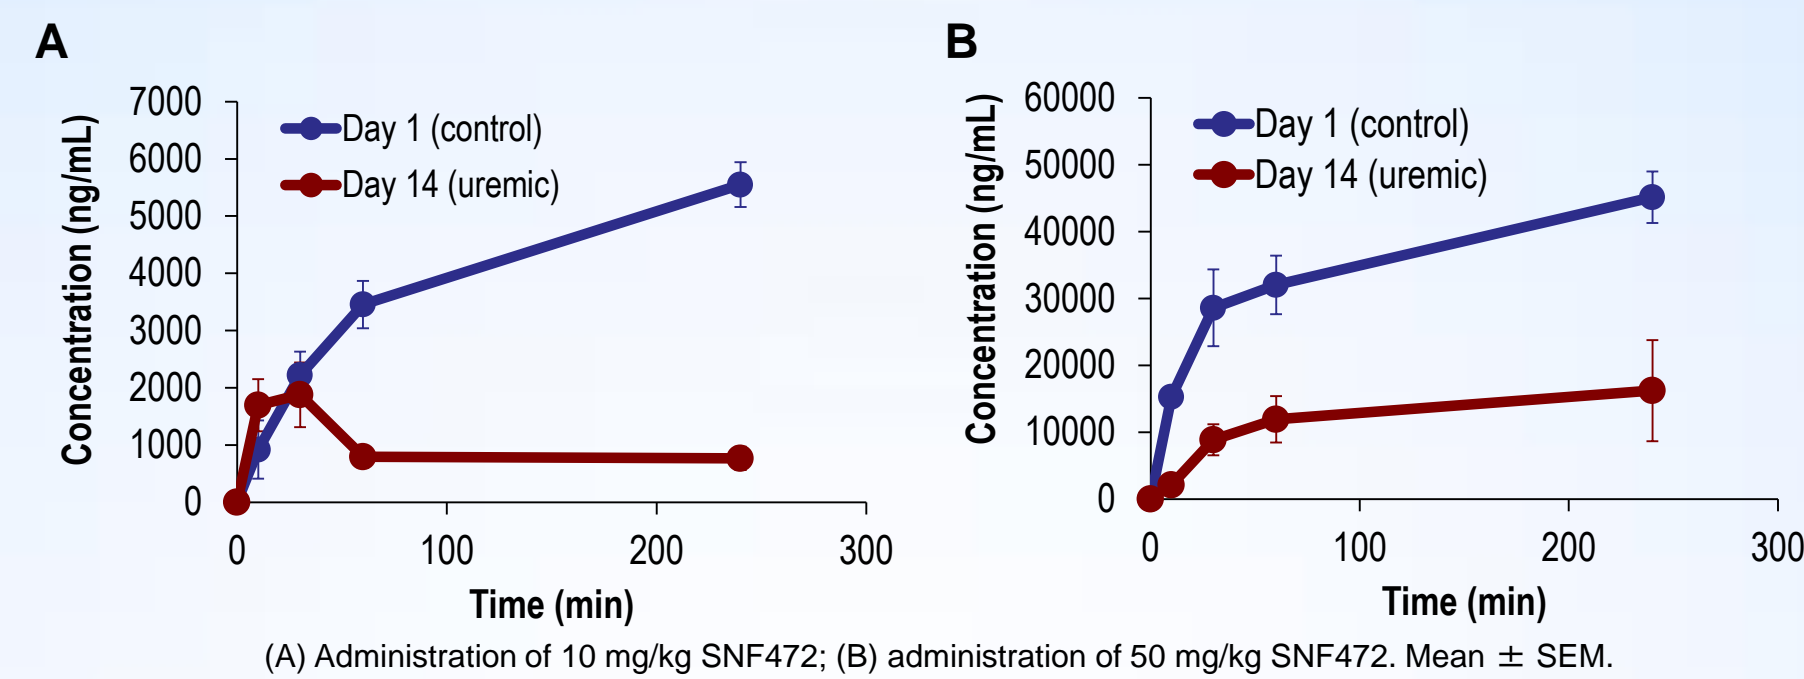 A
7000
6000
5000
4000
3000
2000
1000
0
Concentration (ng/mL)
Day 1 (control)
Day 14 (uremic)
0 100 200 300
Time (min)
B
60000
50000
40000
30000
20000
10000
0
Concentration (ng/mL)
Day 1 (control)
Day 14 (uremic)
0 100 200 300
Time (min)
(A) Administration of 10 mg/kg SNF472; (B) administration of 50 mg/kg SNF472. Mean ± SEM.